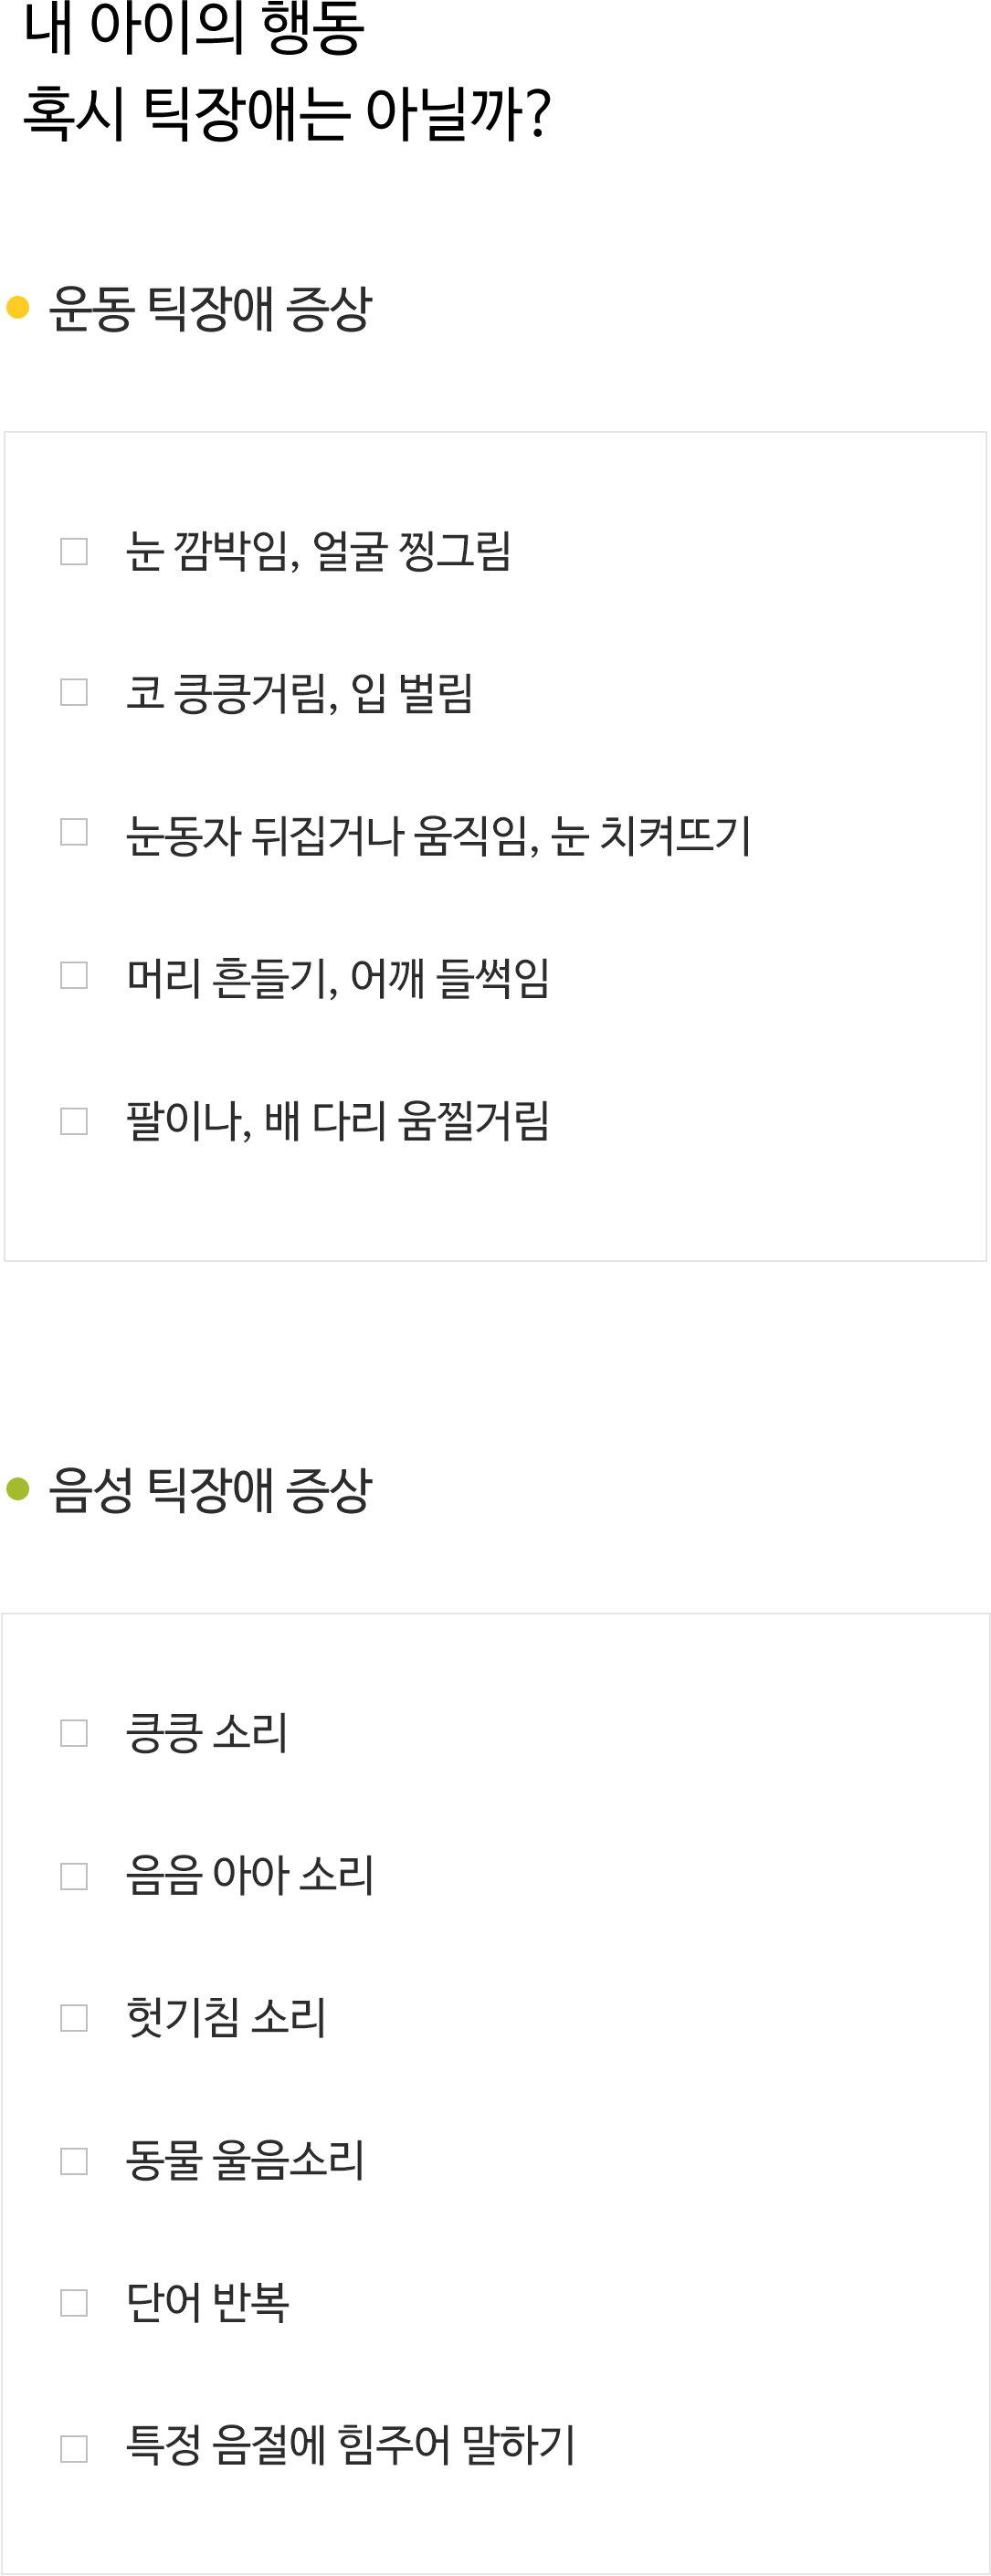 내 아이의 행동
혹시 틱장애는 아닐까?
운동 틱장애 증상
눈 깜박임, 얼굴 찡그림
코 킁킁거림, 입 벌림
눈동자 뒤집거나 움직임, 눈 치켜뜨기
머리 흔들기, 어깨 들썩임
팔이나, 배 다리 움찔거림
음성 틱장애 증상
킁킁 소리
음음 아아 소리
헛기침 소리
동물 울음소리
단어 반복
특정 음절에 힘주어 말하기